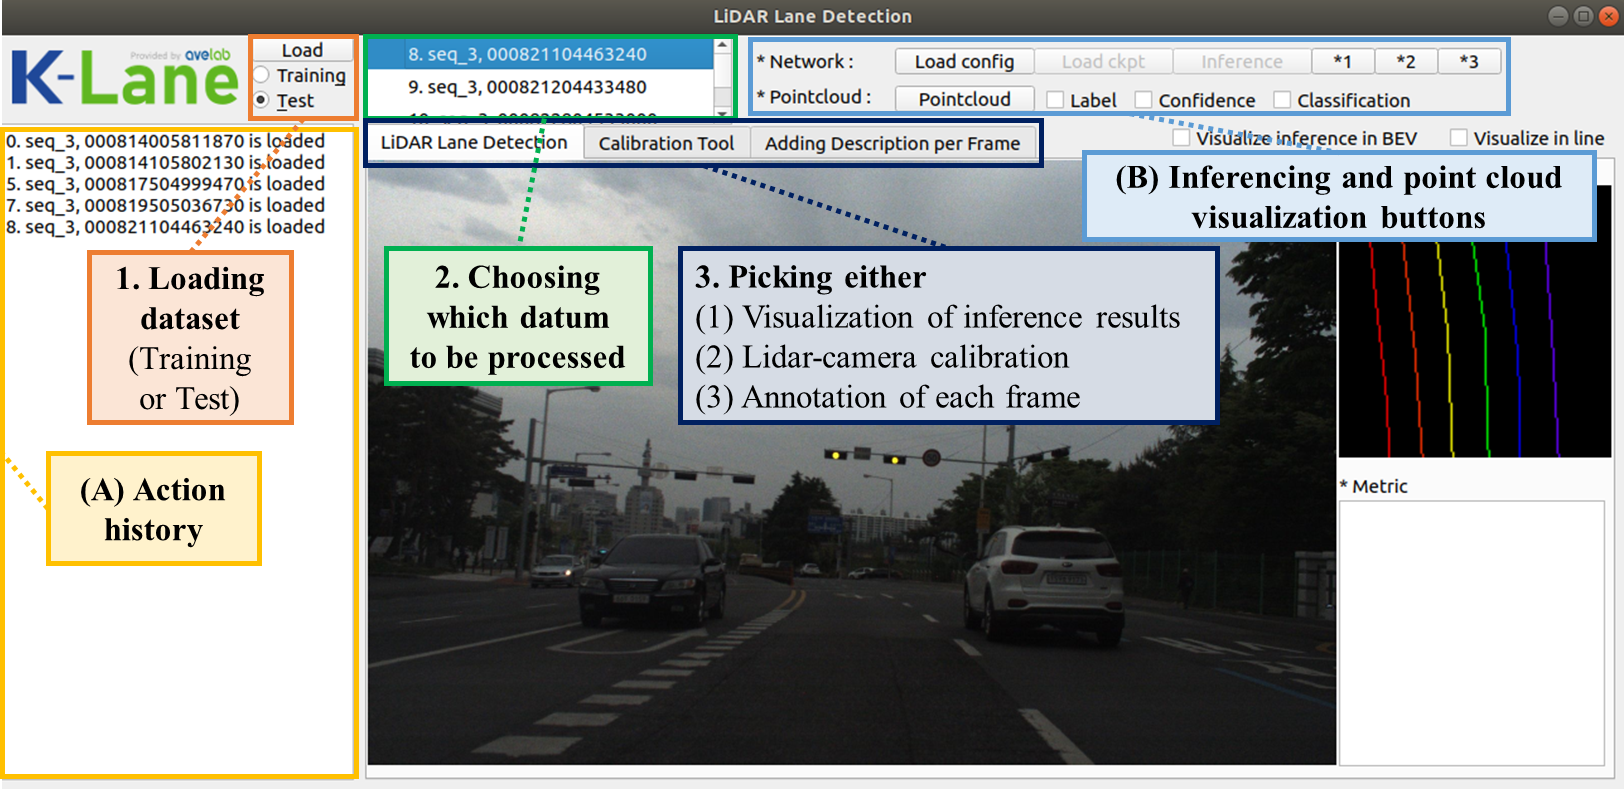 LiDAR Lane Detection
Provided by avelab
K-Lane
Load
Training
Test
8. seq_3, 000821104463240
9. seq_3, 000821204433480
* Network :
Load config
Load ckpt
Inference
*1
*2
*3
* Pointcloud :
Pointcloud
Label
Confidence
Classification
LiDAR Lane Detection
Calibration Tool
Adding Description per Frame
Visualize inference in BEV
Visualize in line
0. seq_3, 000814005811870 is loaded
1. seq_3, 000814105802130 is loaded
5. seq_3, 000817504999470 is loaded
7. seq_3, 000819505036730 is loaded
8. seq_3, 000821104463240 is loaded
(B) Inferencing and point cloud
visualization buttons
1. Loading
dataset
(Training
or Test)
2. Choosing
which datum
to be processed
3. Picking either
(1) Visualization of inference results
(2) Lidar-camera calibration
(3) Annotation of each frame
(A) Action
history
* Metric